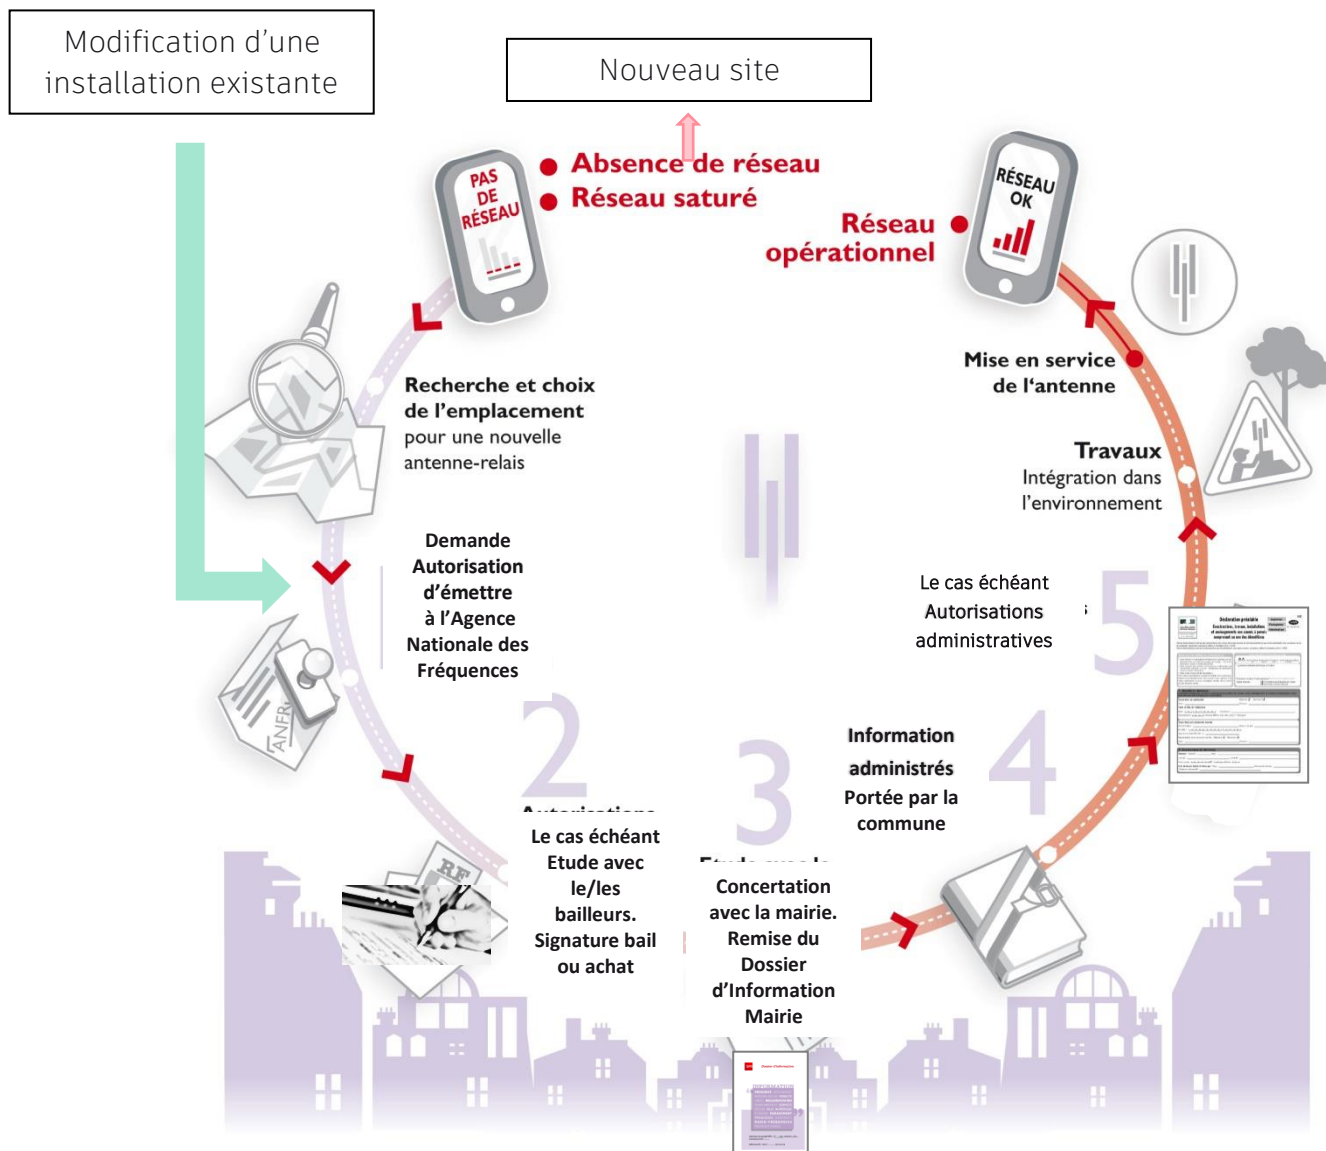 Modification d'une
installation existante
Nouveau site
PAS
DE
RÉSEAU
Absence de réseau
Réseau saturé
RÉSEAU
OK
Réseau
opérationnel
Recherche et choix
de l'emplacement
pour une nouvelle
antenne-relais
Mise en service
de l'antenne
Travaux
Intégration dans
l'environnement
Demande
Autorisation
d'émettre
à l'Agence
Nationale des
Fréquences
ANFR
Le cas échéant
Autorisations
administratives
5
Déclaration préalable
2
3
4
Information
administrés
Portée par la
commune
RF
Le cas échéant
Etude avec
le/les
bailleurs.
Signature bail
ou achat
Concertation
avec la mairie.
Remise du
Dossier
d'Information
Mairie
INFORMATION